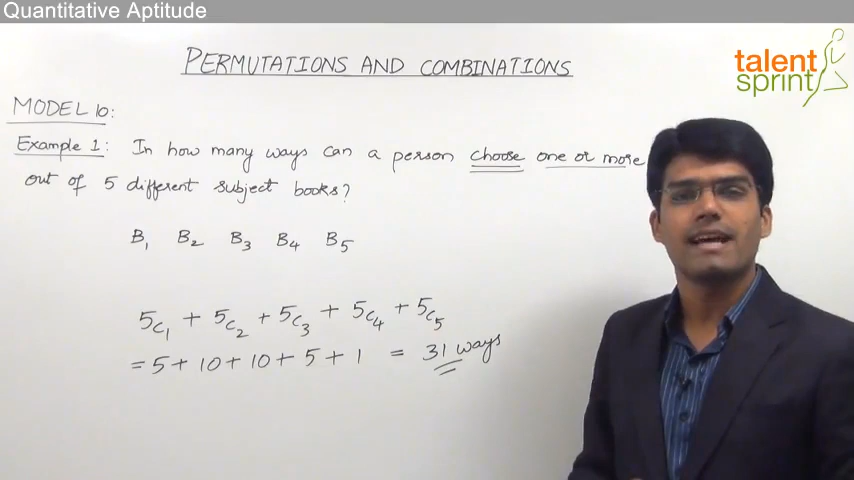 Quantitative Aptitude
PERMUTATIONS AND COMBINATIONS
talent
sprint
MODEL 10:
Example 1: In how many ways can a person choose one or more
out of 5 different subject books?
B1 B2 B3 B4 B5
5C1 + 5C2 + 5C3 + 5C4 + 5C5
= 5 + 10 + 10 + 5 + 1 = 31 ways